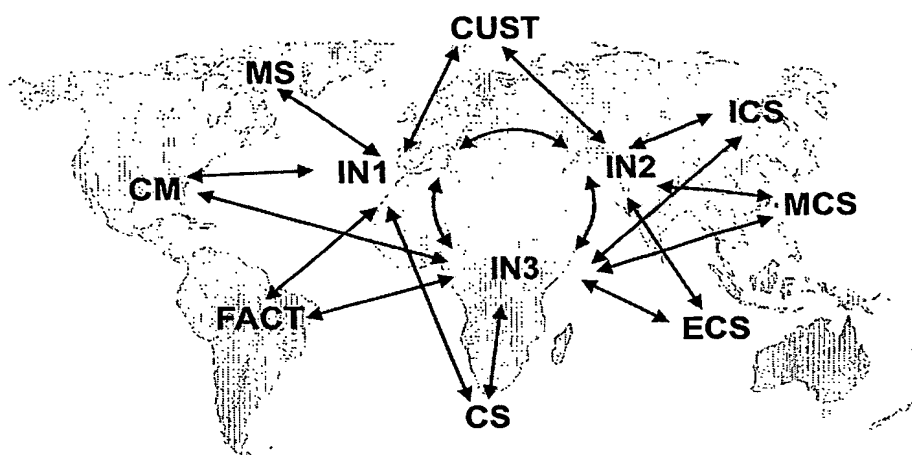 CUST
MS
ICS
IN1
IN2
CM
MCS
IN3
FACT
ECS
CS